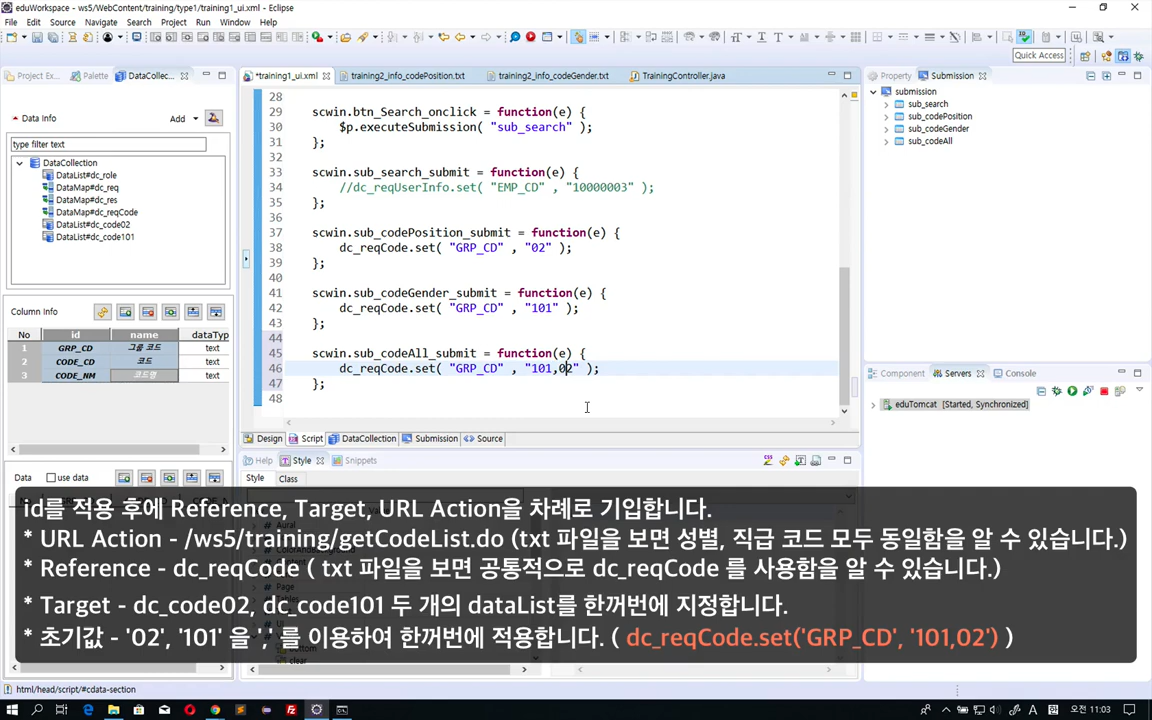 eduWorkspace - ws5/WebContent/training/type1/training1_ui.xml - Eclipse
File Edit Source Navigate Search Project Run Window Help
Quick Access
Project Ex... Palette DataCollec...
*training1_ui.xml training2_info_codePosition.txt training2_info_codeGender.txt TrainingController.java
Property Submission
Data Info Add
type filter text
DataCollection
DataList#dc_role
DataMap#dc_req
DataMap#dc_res
DataMap#dc_reqCode
DataList#dc_code02
DataList#dc_code101
Column Info
No id name dataTyp
1 GRP_CD 그룹 코드 text
2 CODE_CD 코드 text
3 CODE_NM 코드명 text
Data use data
28
29 scwin.btn_Search_onclick = function(e) {
30 $p.executeSubmission( "sub_search" );
31 };
32
33 scwin.sub_search_submit = function(e) {
34 //dc_reqUserInfo.set( "EMP_CD" , "10000003" );
35 };
36
37 scwin.sub_codePosition_submit = function(e) {
38 dc_reqCode.set( "GRP_CD" , "02" );
39 };
40
41 scwin.sub_codeGender_submit = function(e) {
42 dc_reqCode.set( "GRP_CD" , "101" );
43 };
44
45 scwin.sub_codeAll_submit = function(e) {
46 dc_reqCode.set( "GRP_CD" , "101,02" );
47 };
48
Design Script DataCollection Submission Source
Help Style Snippets
Style Class
submission
sub_search
sub_codePosition
sub_codeGender
sub_codeAll
Component Servers Console
eduTomcat [Started, Synchronized]
id를 적용 후에 Reference, Target, URL Action을 차례로 기입합니다.
* URL Action - /ws5/training/getCodeList.do (txt 파일을 보면 성별, 직급 코드 모두 동일함을 알 수 있습니다.)
* Reference - dc_reqCode ( txt 파일을 보면 공통적으로 dc_reqCode 를 사용함을 알 수 있습니다.)
* Target - dc_code02, dc_code101 두 개의 dataList를 한꺼번에 지정합니다.
* 초기값 - '02', '101' 을 ',' 를 이용하여 한꺼번에 적용합니다. ( dc_reqCode.set('GRP_CD', '101,02') )
clear
html/head/script/#cdata-section
오전 11:03